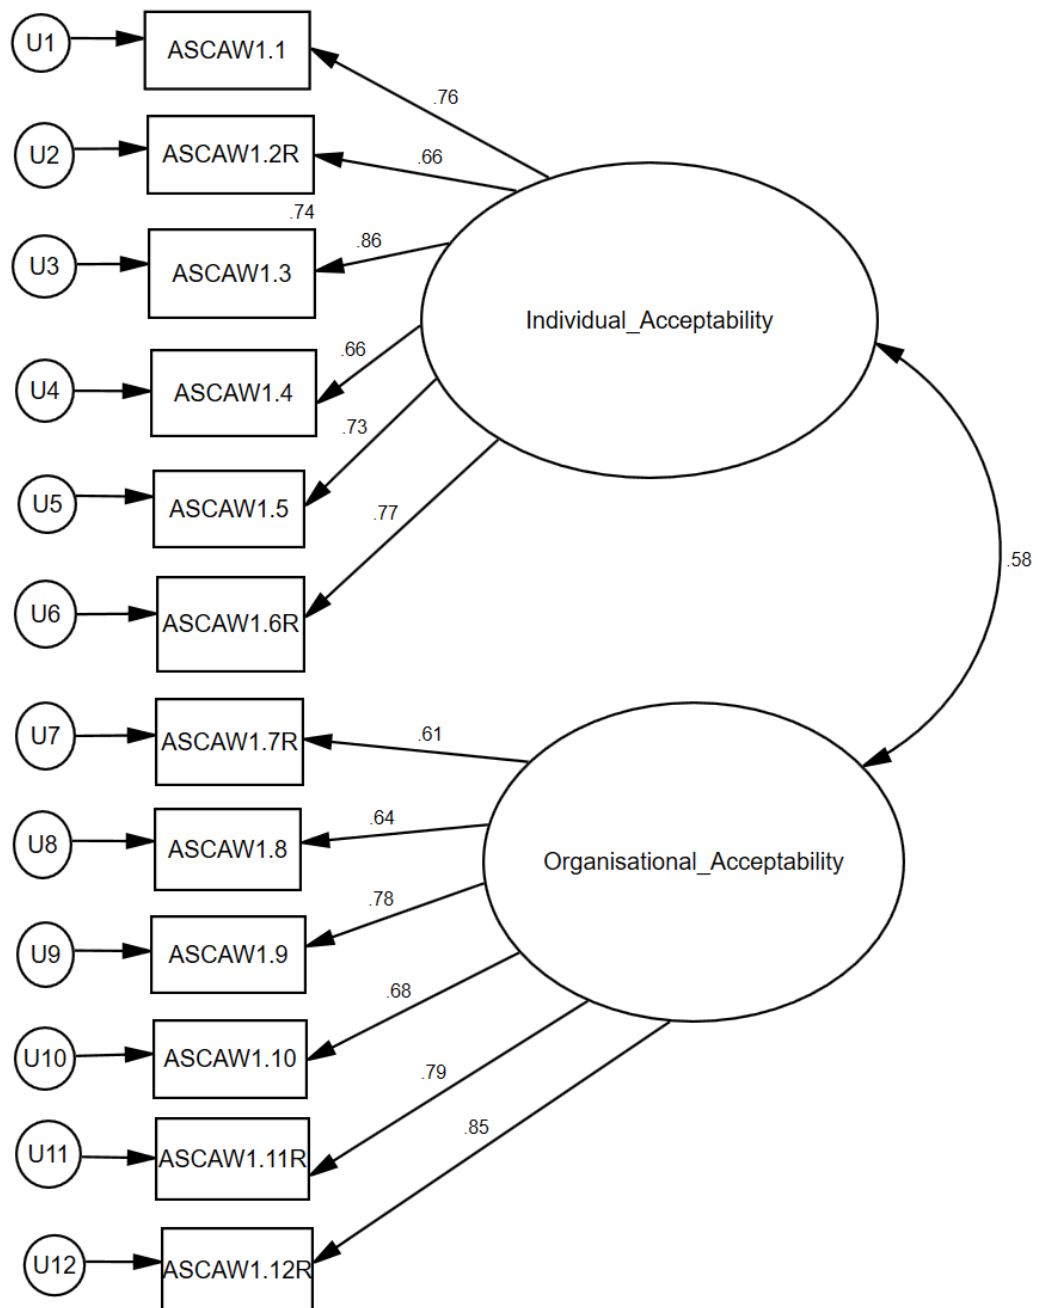 U1
ASCAW1.1
.76
U2
ASCAW1.2R
.66
.74
U3
ASCAW1.3
.86
Individual_Acceptability
U4
ASCAW1.4
.66
U5
ASCAW1.5
.73
U6
ASCAW1.6R
.77
.58
U7
ASCAW1.7R
.61
U8
ASCAW1.8
.64
Organisational_Acceptability
U9
ASCAW1.9
.78
U10
ASCAW1.10
.68
U11
ASCAW1.11R
.79
U12
ASCAW1.12R
.85